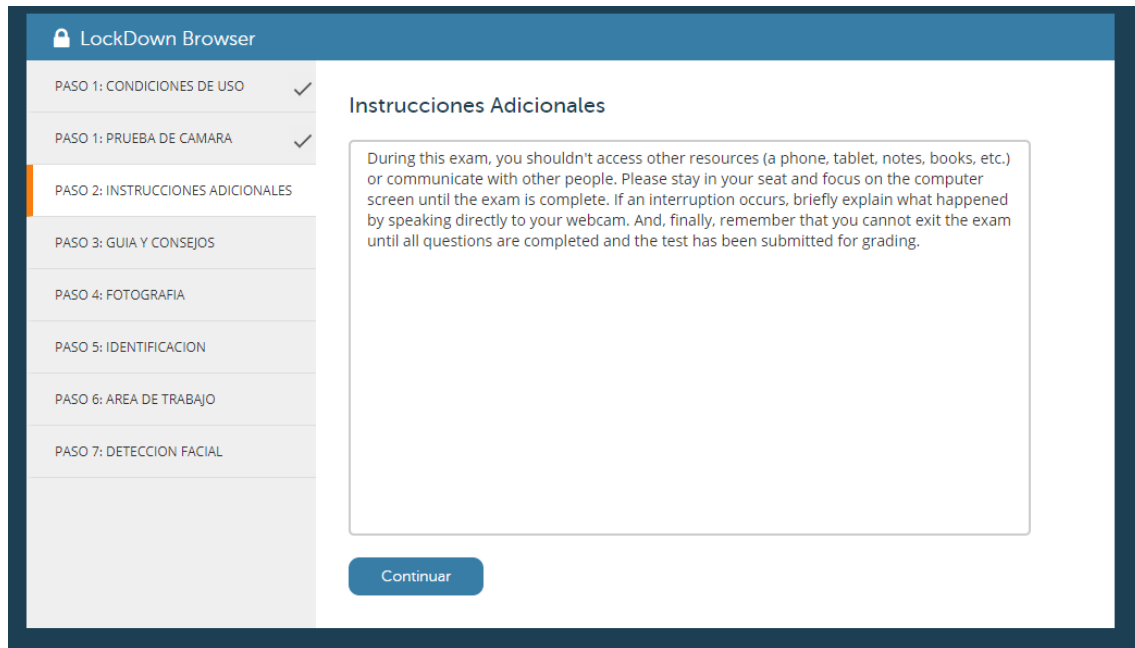 LockDown Browser
PASO 1: CONDICIONES DE USO
PASO 1: PRUEBA DE CAMARA
PASO 2: INSTRUCCIONES ADICIONALES
PASO 3: GUIA Y CONSEJOS
PASO 4: FOTOGRAFIA
PASO 5: IDENTIFICACION
PASO 6: AREA DE TRABAJO
PASO 7: DETECCION FACIAL
Instrucciones Adicionales
During this exam, you shouldn't access other resources (a phone, tablet, notes, books, etc.)
or communicate with other people. Please stay in your seat and focus on the computer
screen until the exam is complete. If an interruption occurs, briefly explain what happened
by speaking directly to your webcam. And, finally, remember that you cannot exit the exam
until all questions are completed and the test has been submitted for grading.
Continuar